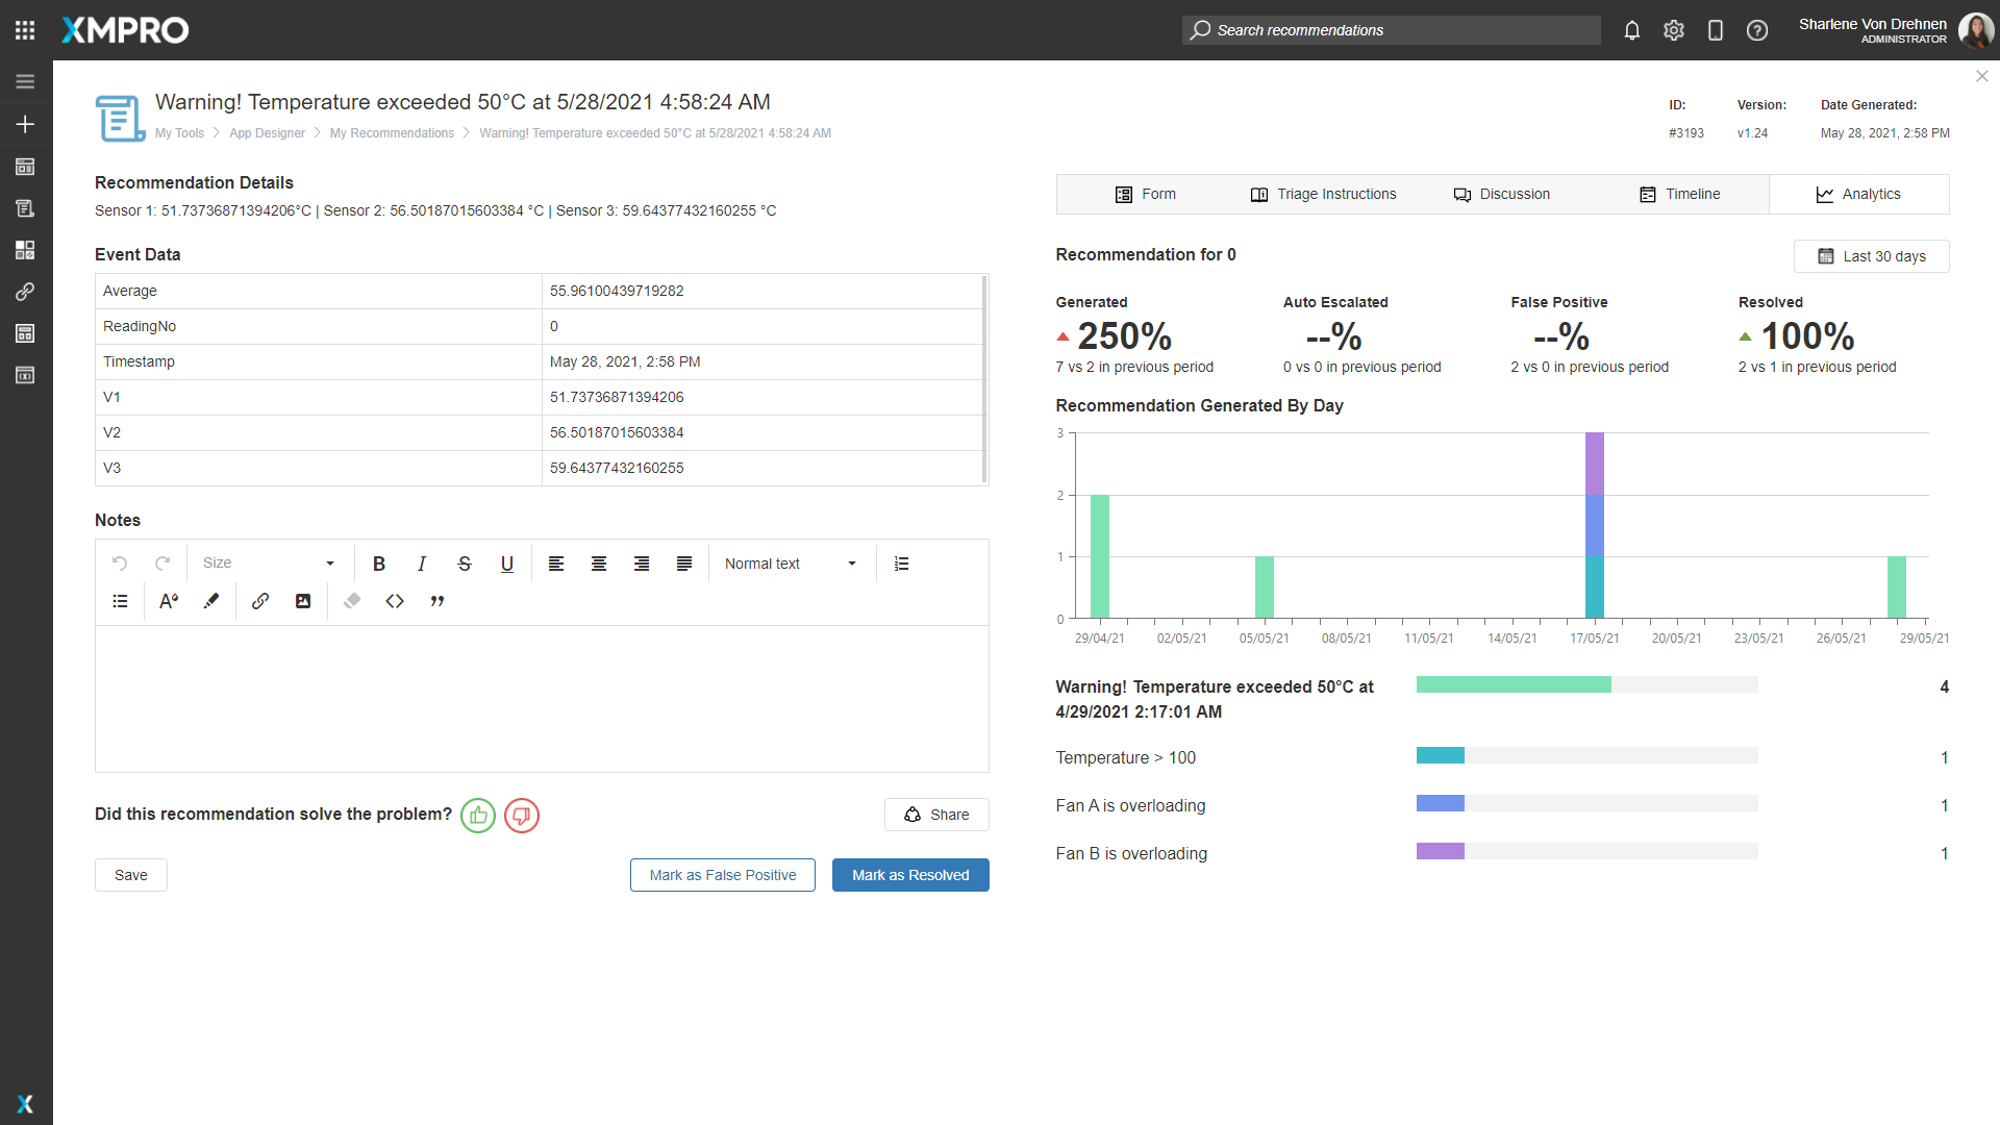 XMPRO
Search recommendations
Sharlene Von Drehnen
ADMINISTRATOR
Warning! Temperature exceeded 50°C at 5/28/2021 4:58:24 AM
My Tools > App Designer > My Recommendations > Warning! Temperature exceeded 50°C at 5/28/2021 4:58:24 AM
ID: Version: Date Generated:
#3193 v1.24 May 28, 2021, 2:58 PM
Recommendation Details
Sensor 1: 51.73736871394206°C | Sensor 2: 56.50187015603384 °C | Sensor 3: 59.64377432160255 °C
Event Data
Average 55.96100439719282
ReadingNo 0
Timestamp May 28, 2021, 2:58 PM
V1 51.73736871394206
V2 56.50187015603384
V3 59.64377432160255
Notes
Size B I S U Normal text
Did this recommendation solve the problem?
Share
Save
Mark as False Positive
Mark as Resolved
Form Triage Instructions Discussion Timeline Analytics
Recommendation for 0
Last 30 days
Generated Auto Escalated False Positive Resolved
250% --% --% 100%
7 vs 2 in previous period 0 vs 0 in previous period 2 vs 0 in previous period 2 vs 1 in previous period
Recommendation Generated By Day
3
2
1
0
29/04/21 02/05/21 05/05/21 08/05/21 11/05/21 14/05/21 17/05/21 20/05/21 23/05/21 26/05/21 29/05/21
Warning! Temperature exceeded 50°C at 4
4/29/2021 2:17:01 AM
Temperature > 100 1
Fan A is overloading 1
Fan B is overloading 1